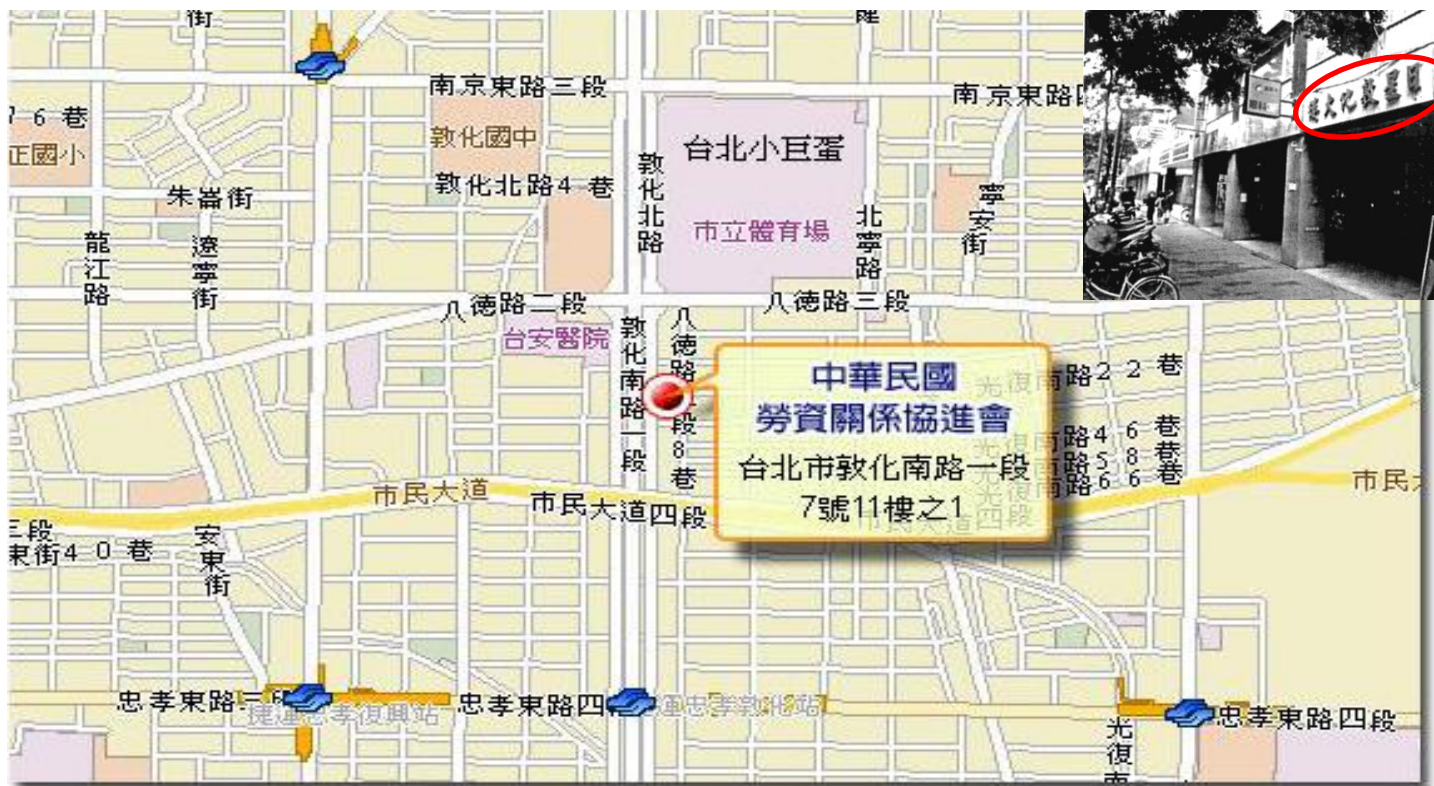 街
南京東路三段
南京東路
76巷
正國小
敦化國中
台北小巨蛋
敦化北路4巷
朱崙街
敦化北路
寧安街
市立體育場
北寧路
龍江路
遼寧街
八德路二段
八德路三段
台安醫院
敦化南路一段
八德路
段8巷
中華民國
勞資關係協進會
台北市敦化南路一段
7號11樓之1
光復南路22巷
光復南路46巷
光復南路58巷
光復南路66巷
市民大道
市民大道四段
市民大道四段
市民
三段
東街40巷
安東街
忠孝東路三段
捷運忠孝復興站
忠孝東路四
運忠孝敦化站
忠孝東路四段
光復南